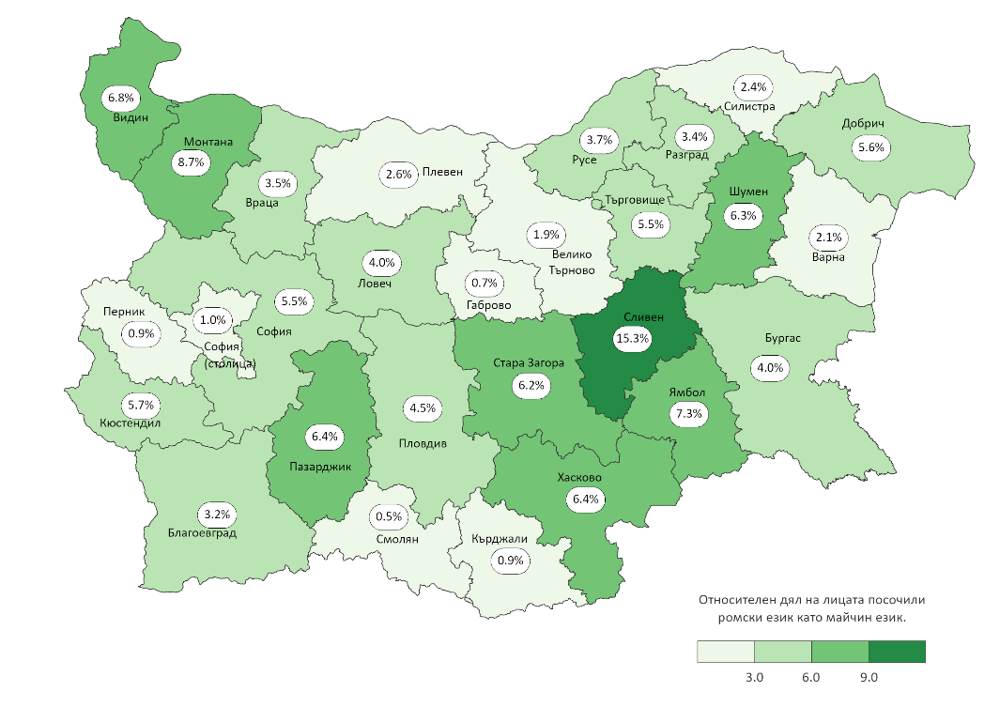 6.8%
Видин
Монтана
8.7%
3.5%
Враца
2.6%
Плевен
3.7%
Русе
3.4%
Разград
2.4%
Силистра
Добрич
5.6%
Търговище
5.5%
Шумен
6.3%
2.1%
Варна
1.9%
Велико
Търново
4.0%
Ловеч
0.7%
Габрово
Перник
0.9%
1.0%
София
(столица)
5.5%
София
Сливен
15.3%
Бургас
4.0%
Стара Загора
6.2%
Ямбол
7.3%
5.7%
Кюстендил
4.5%
Пловдив
6.4%
Пазарджик
Хасково
6.4%
3.2%
Благоевград
0.5%
Смолян
Кърджали
0.9%
Относителен дял на лицата посочили
ромски език като майчин език.
3.0 6.0 9.0